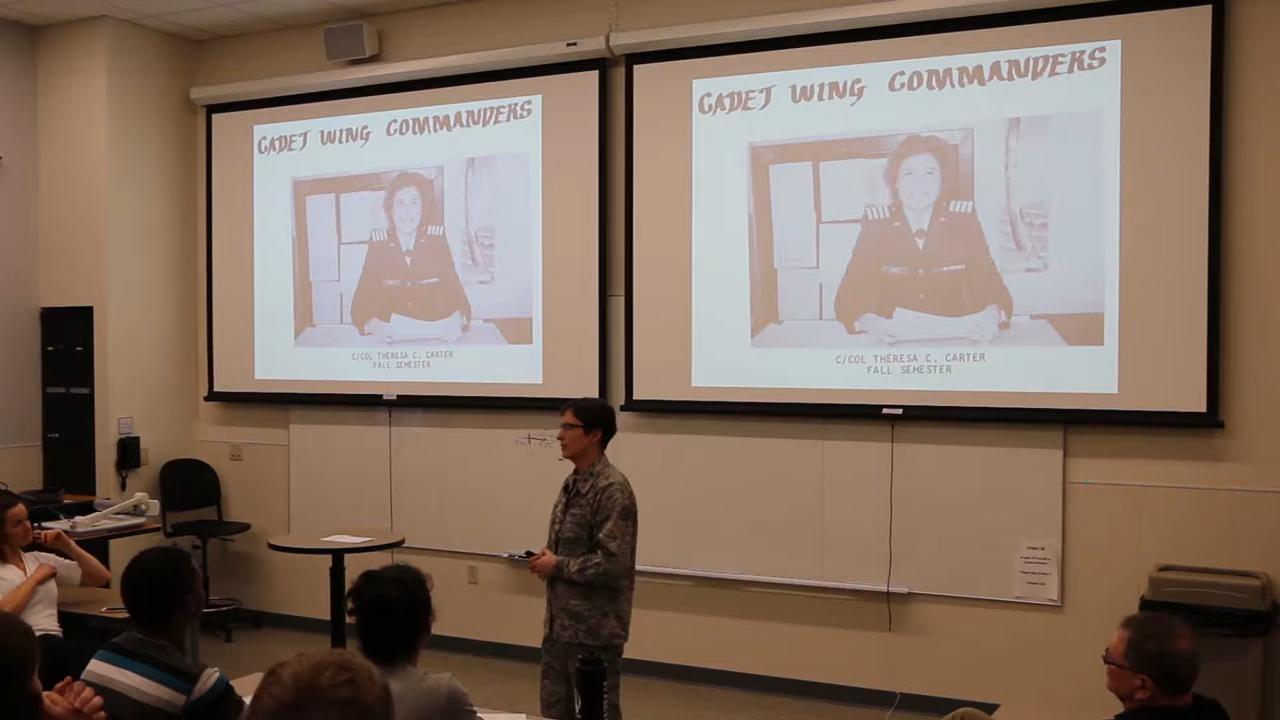 CADET WING COMMANDERS
C/COL THERESA C. CARTER
FALL SEMESTER
CADET WING COMMANDERS
C/COL THERESA C. CARTER
FALL SEMESTER